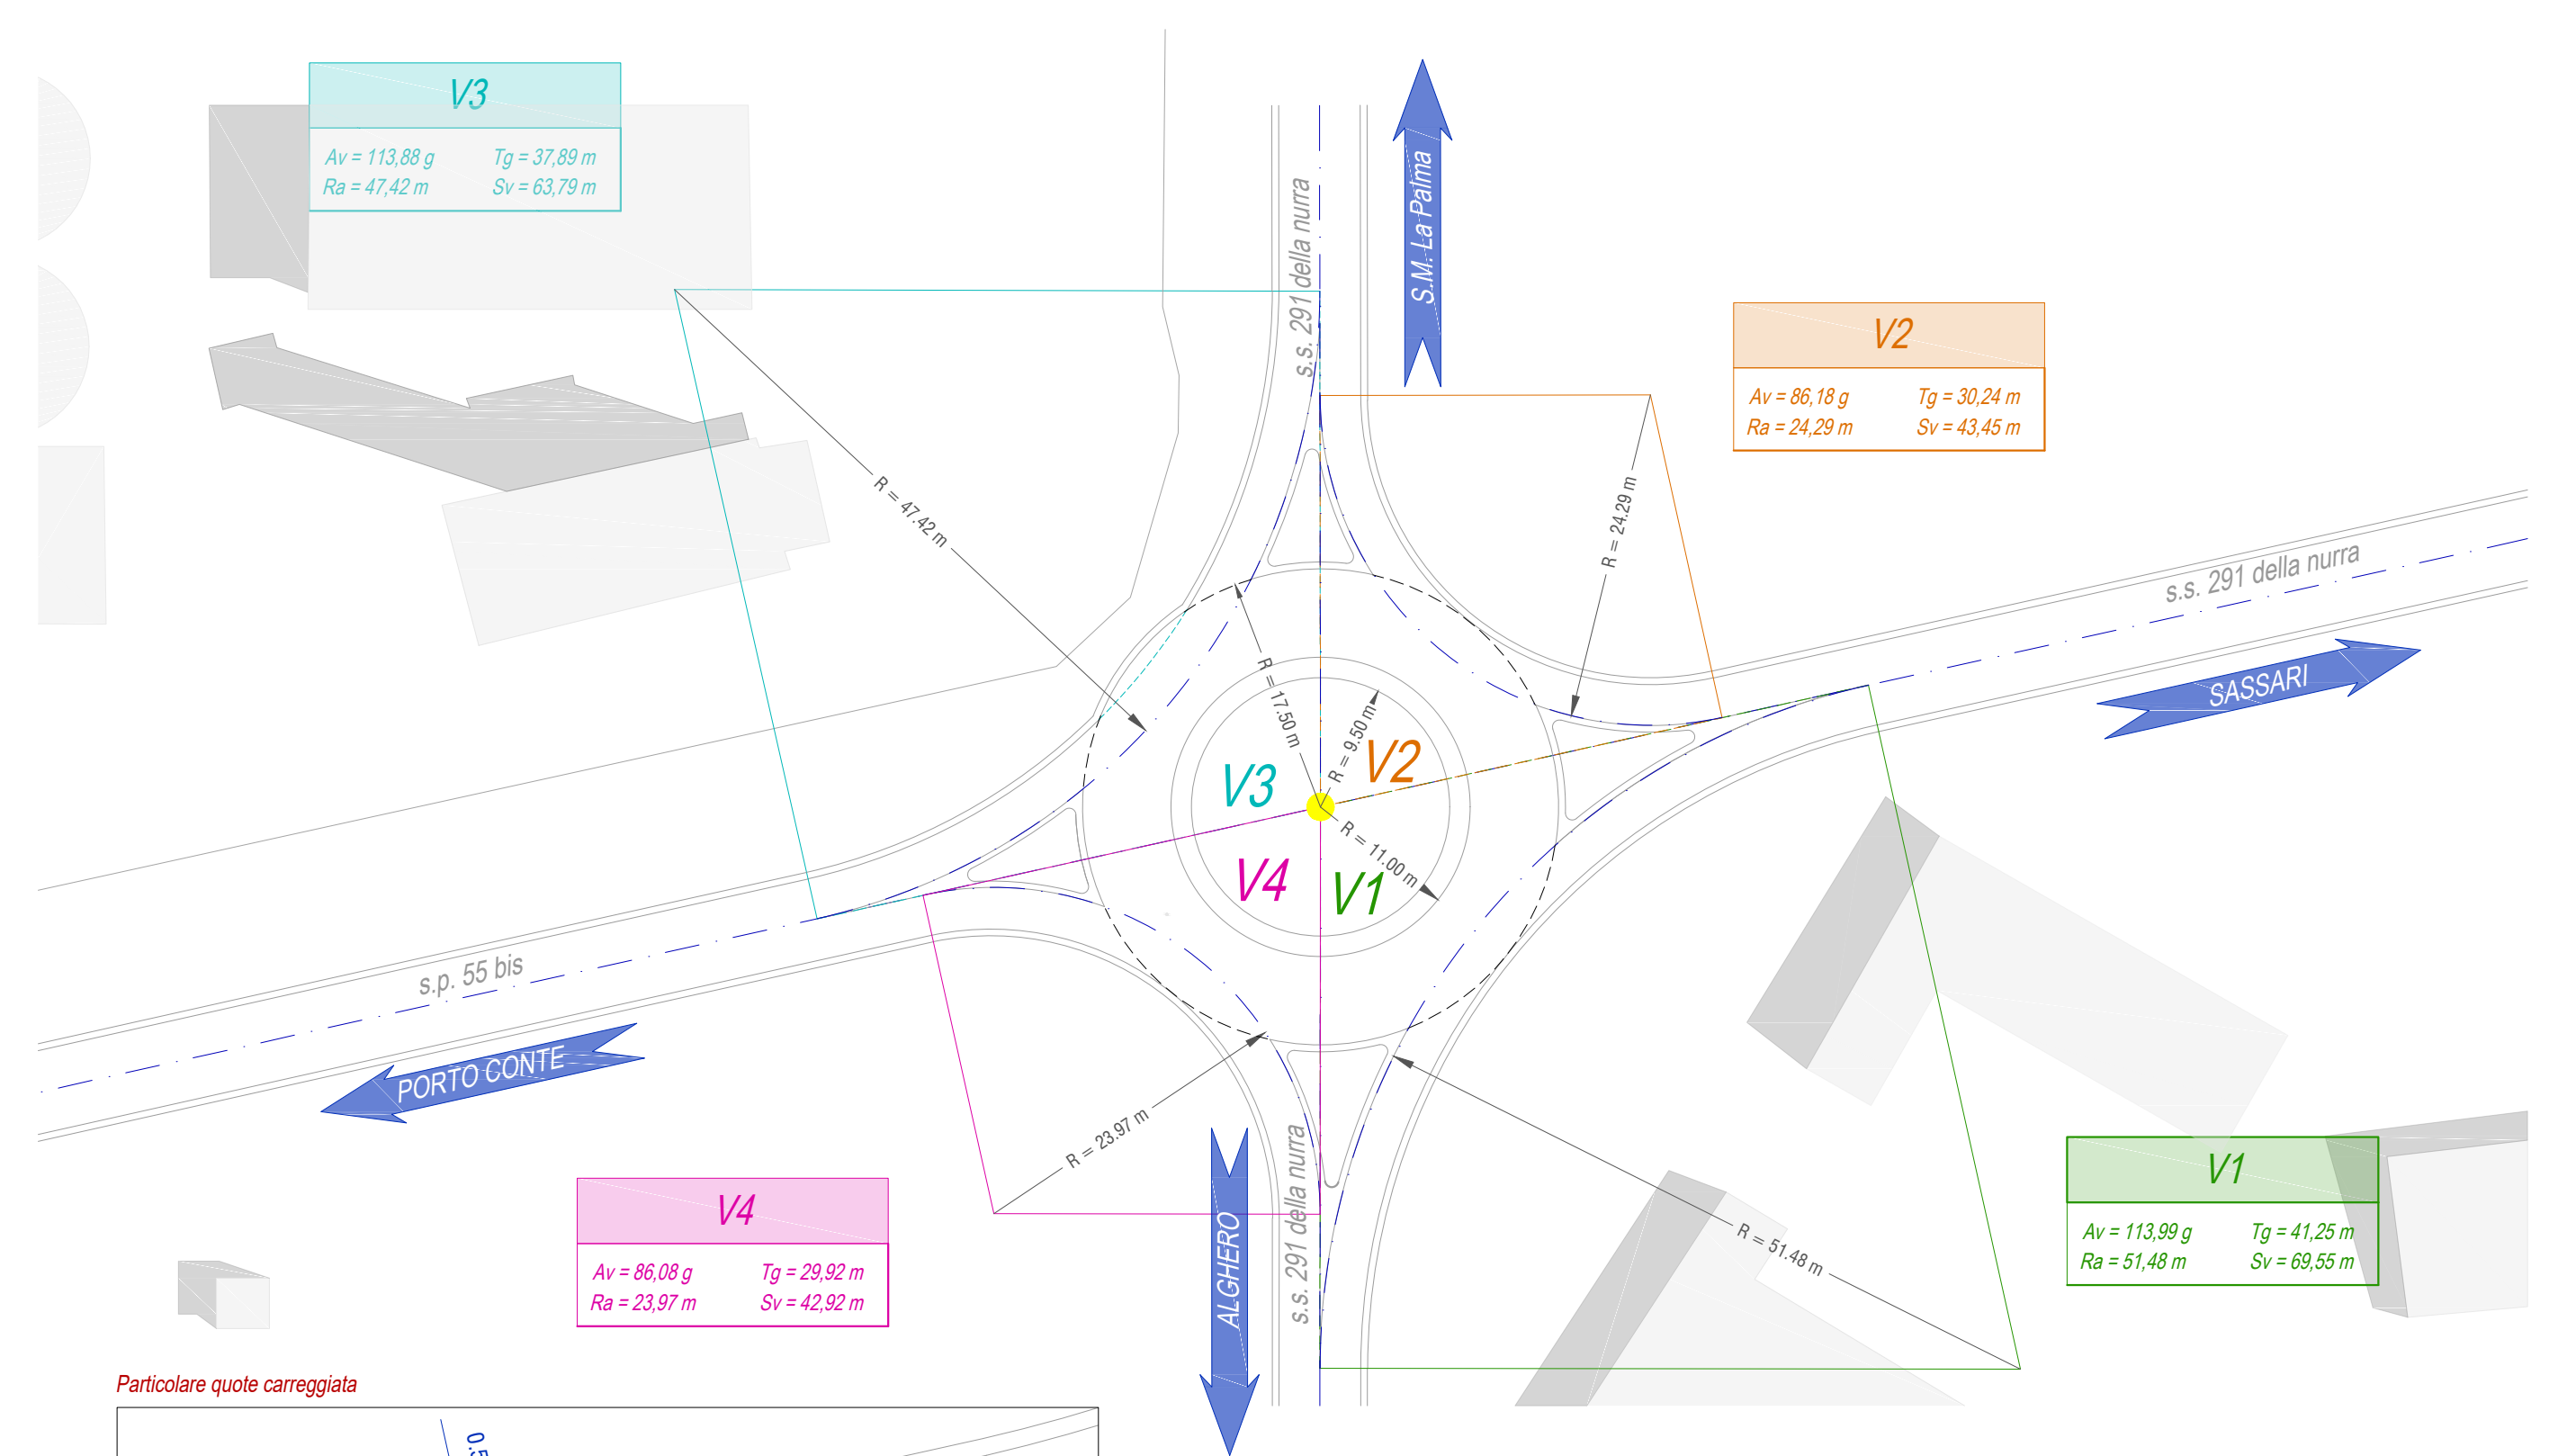 V3
Av = 113,88 g Tg = 37,89 m
Ra = 47,42 m Sv = 63,79 m
s.s. 291 della nurra
S.M. La Palma
V2
Av = 86,18 g Tg = 30,24 m
Ra = 24,29 m Sv = 43,45 m
R = 47.42 m
R = 24.29 m
s.s. 291 della nurra
SASSARI
R = 17.50 m
R = 9.50 m
V3
V2
R = 11.00 m
V4
V1
s.p. 55 bis
PORTO CONTE
R = 23.97 m
s.s. 291 della nurra
ALGHERO
R = 51.48 m
V4
Av = 86,08 g Tg = 29,92 m
Ra = 23,97 m Sv = 42,92 m
V1
Av = 113,99 g Tg = 41,25 m
Ra = 51,48 m Sv = 69,55 m
Particolare quote carreggiata